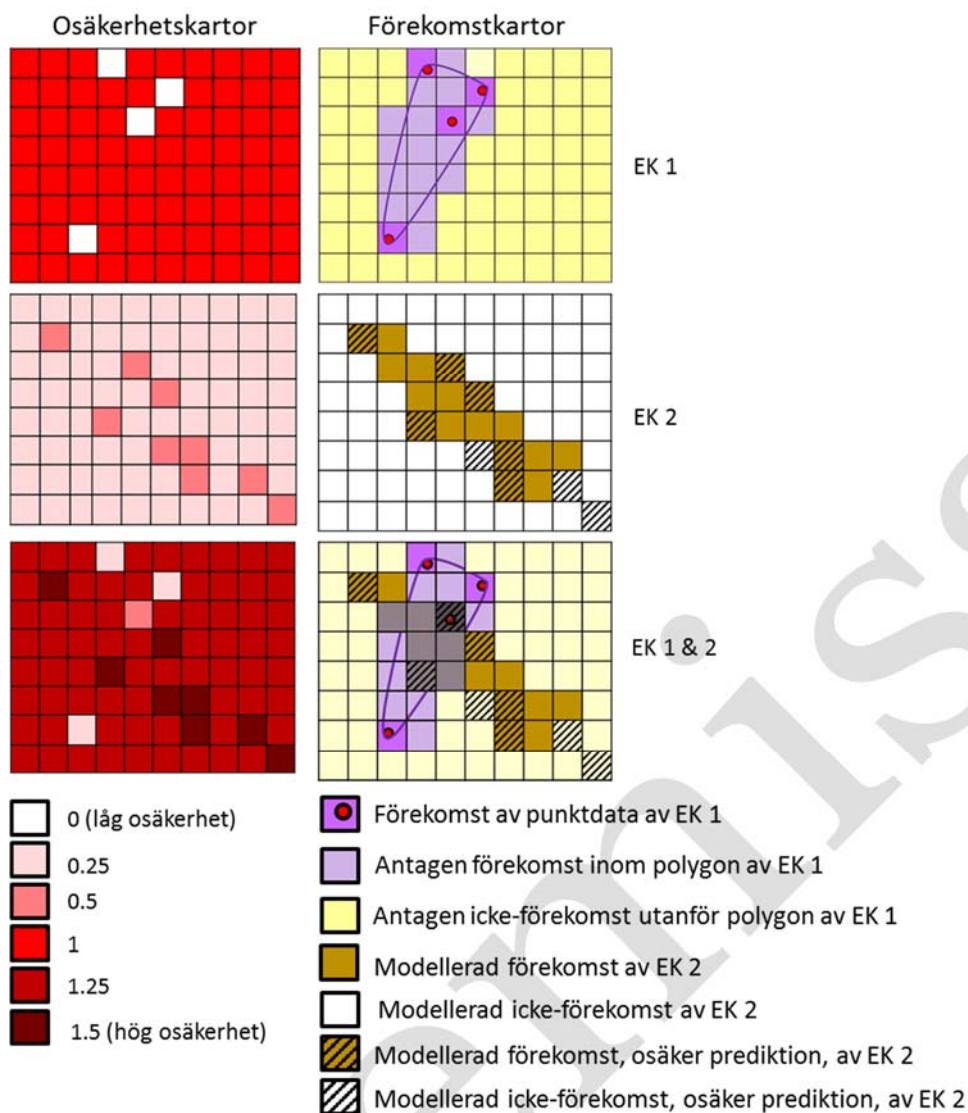 Osäkerhetskartor
Förekomstkartor
EK 1
EK 2
EK 1 & 2
0 (låg osäkerhet)
0.25
0.5
1
1.25
1.5 (hög osäkerhet)
Förekomst av punktdata av EK 1
Antagen förekomst inom polygon av EK 1
Antagen icke-förekomst utanför polygon av EK 1
Modellerad förekomst av EK 2
Modellerad icke-förekomst av EK 2
Modellerad förekomst, osäker prediktion, av EK 2
Modellerad icke-förekomst, osäker prediktion, av EK 2